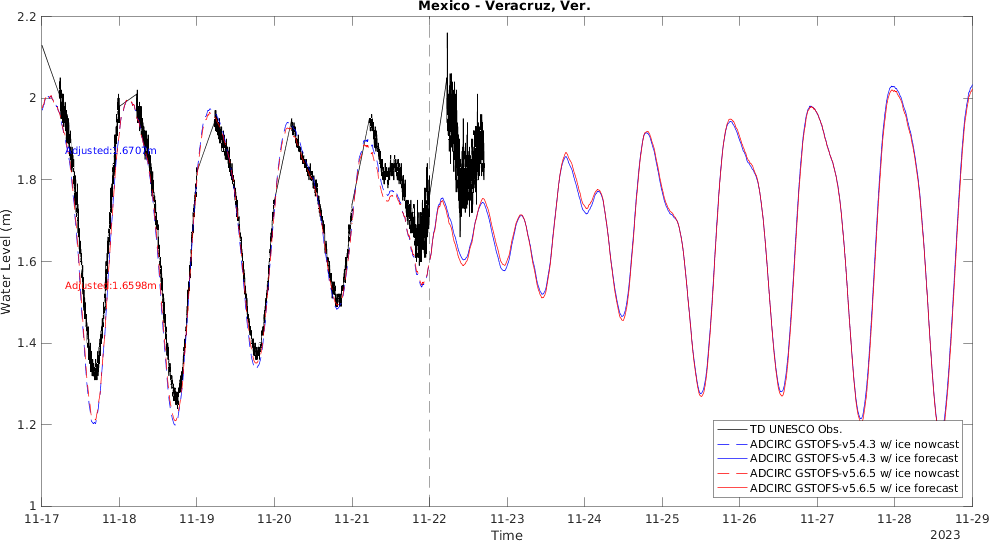 Mexico - Veracruz, Ver.
2.2
2
1.8
1.6
1.4
1.2
1
Water Level (m)
Adjusted:1.6707m
Adjusted:1.6598m
TD UNESCO Obs.
ADCIRC GSTOFS-v5.4.3 w/ ice nowcast
ADCIRC GSTOFS-v5.4.3 w/ ice forecast
ADCIRC GSTOFS-v5.6.5 w/ ice nowcast
ADCIRC GSTOFS-v5.6.5 w/ ice forecast
11-17 11-18 11-19 11-20 11-21 11-22 11-23 11-24 11-25 11-26 11-27 11-28 11-29
Time
2023